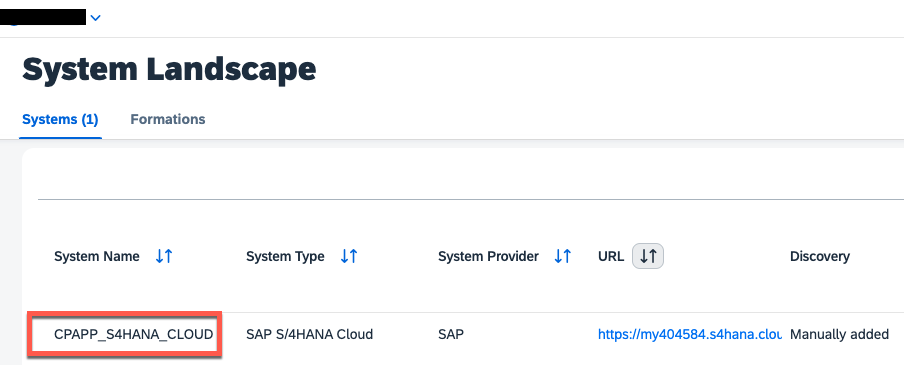 System Landscape
Systems (1) Formations
System Name System Type System Provider URL Discovery
CPAPP_S4HANA_CLOUD SAP S/4HANA Cloud SAP https://my404584.s4hana.clou Manually added